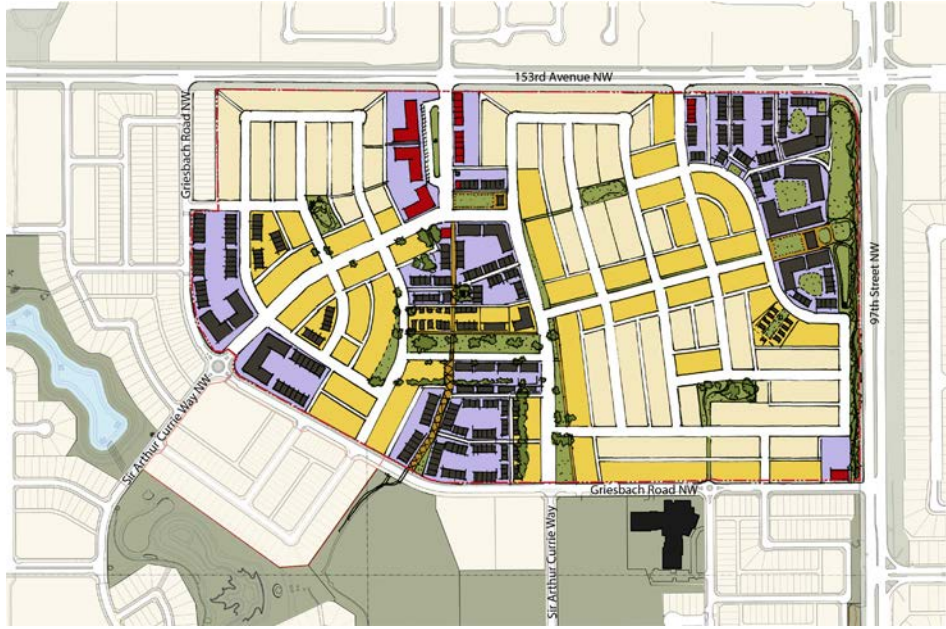 153rd Avenue NW
Griesbach Road NW
97th Street NW
Sir Arthur Currie Way NW
Griesbach Road NW
Sir Arthur Currie Way